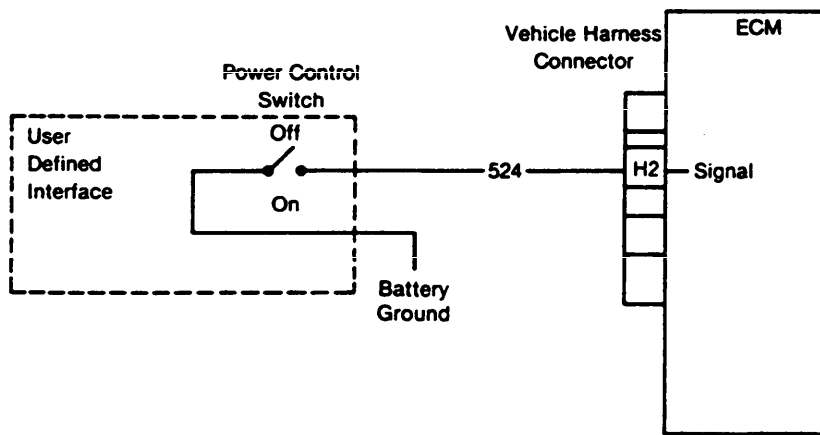 ECM
Vehicle Harness
Connector
Power Control
Switch
User
Defined
Interface
Off
On
524
H2
Signal
Battery
Ground